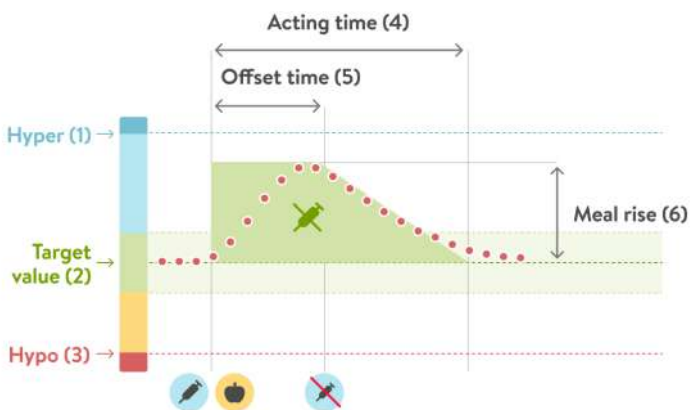 Acting time (4)
Offset time (5)
Hyper (1)
Meal rise (6)
Target
value (2)
Hypo (3)